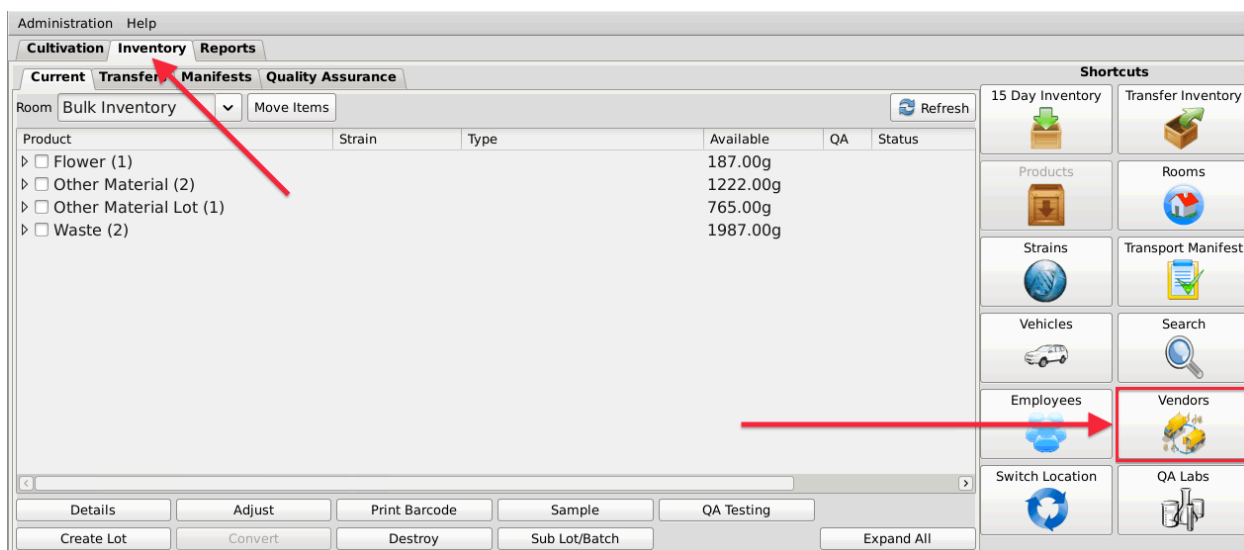 Administration Help
Cultivation Inventory Reports
Current Transfers Manifests Quality Assurance
Room Bulk Inventory Move Items Refresh
Product Strain Type Available QA Status
Flower (1) 187.00g
Other Material (2) 1222.00g
Other Material Lot (1) 765.00g
Waste (2) 1987.00g
Details Adjust Print Barcode Sample QA Testing
Create Lot Convert Destroy Sub Lot/Batch Expand All
Shortcuts
15 Day Inventory Transfer Inventory
Products Rooms
Strains Transport Manifest
Vehicles Search
Employees Vendors
Switch Location QA Labs